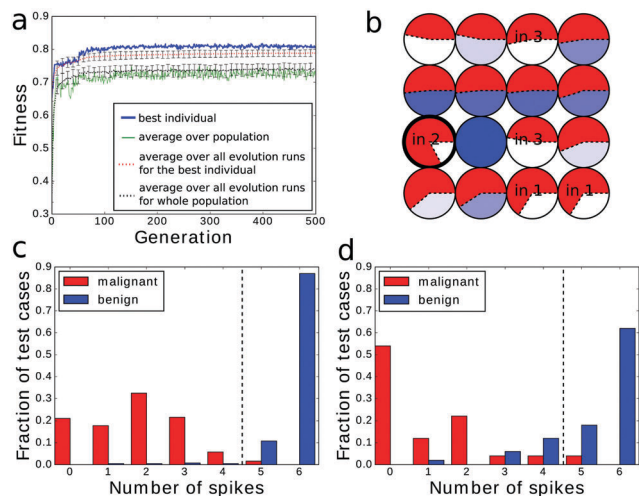 a
0.9
0.8
0.7
0.6
0.5
0.4
0.3
Fitness
best individual
average over population
average over all evolution runs
for the best individual
average over all evolution runs
for whole population
0 100 200 300 400 500
Generation
b
in 3
in 2
in 3
in 1
in 1
c
0.9
0.8
0.7
0.6
0.5
0.4
0.3
0.2
0.1
0.0
Fraction of test cases
malignant
benign
0 1 2 3 4 5 6
Number of spikes
d
0.9
0.8
0.7
0.6
0.5
0.4
0.3
0.2
0.1
0.0
Fraction of test cases
malignant
benign
0 1 2 3 4 5 6
Number of spikes